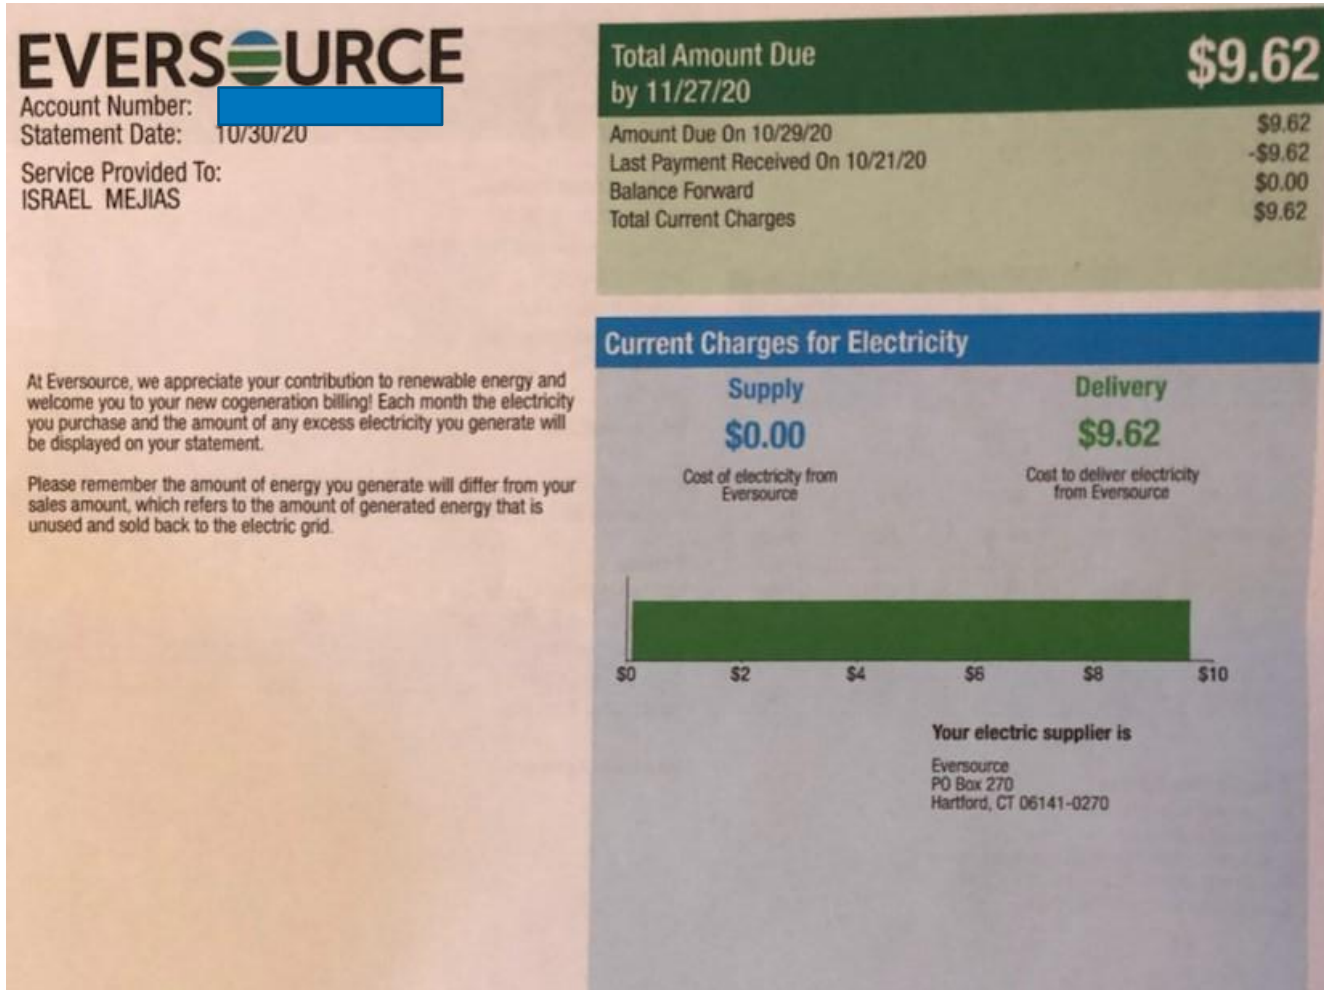 EVERSOURCE
Account Number:
Statement Date: 10/30/20
Service Provided To:
ISRAEL MEJIAS
At Eversource, we appreciate your contribution to renewable energy and
welcome you to your new cogeneration billing! Each month the electricity
you purchase and the amount of any excess electricity you generate will
be displayed on your statement.
Please remember the amount of energy you generate will differ from your
sales amount, which refers to the amount of generated energy that is
unused and sold back to the electric grid.
Total Amount Due
by 11/27/20
$9.62
Amount Due On 10/29/20 $9.62
Last Payment Received On 10/21/20 -$9.62
Balance Forward $0.00
Total Current Charges $9.62
Current Charges for Electricity
Supply
$0.00
Cost of electricity from
Eversource
Delivery
$9.62
Cost to deliver electricity
from Eversource
$0 $2 $4 $6 $8 $10
Your electric supplier is
Eversource
PO Box 270
Hartford, CT 06141-0270